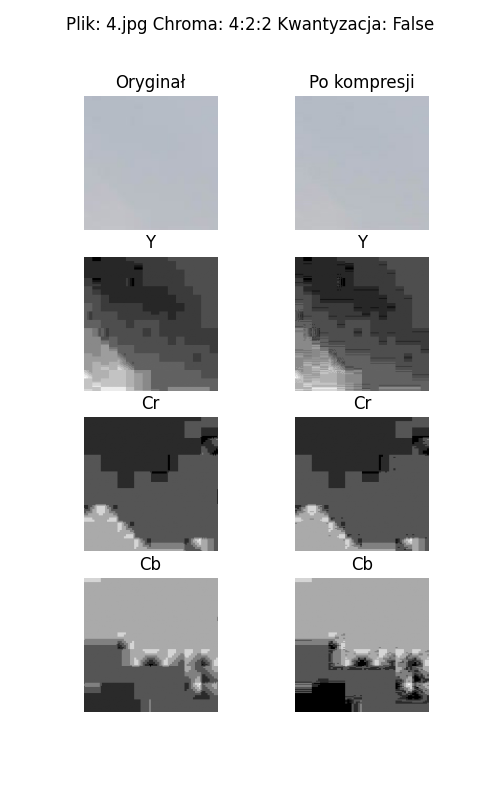 Plik: 4.jpg Chroma: 4:2:2 Kwantyzacja: False
Oryginał Po kompresji
Y Y
Cr Cr
Cb Cb